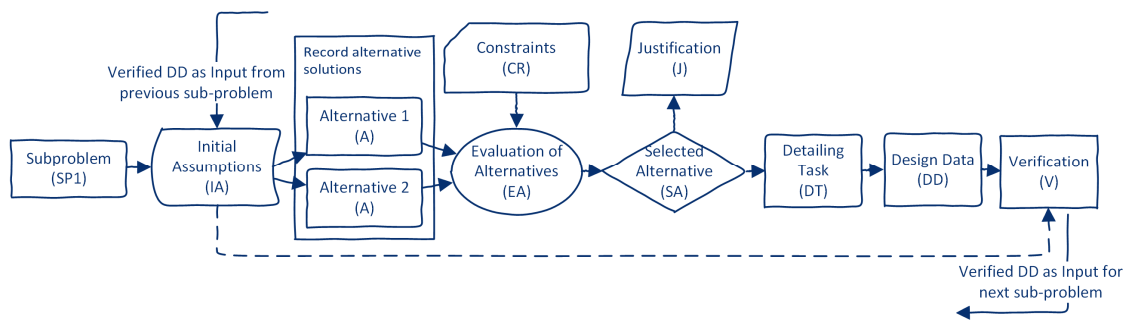 Verified DD as Input from
previous sub-problem
Subproblem
(SP1)
Initial
Assumptions
(IA)
Record alternative
solutions
Alternative 1
(A)
Alternative 2
(A)
Constraints
(CR)
Evaluation of
Alternatives
(EA)
Justification
(J)
Selected
Alternative
(SA)
Detailing
Task
(DT)
Design Data
(DD)
Verification
(V)
Verified DD as Input for
next sub-problem